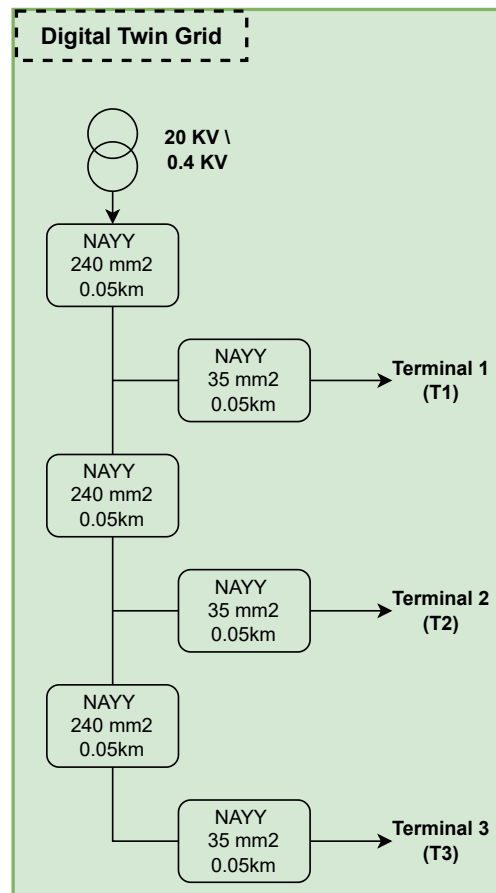 Digital Twin Grid
20 KV \
0.4 KV
NAYY
240 mm2
0.05km
NAYY
35 mm2
0.05km
Terminal 1
(T1)
NAYY
240 mm2
0.05km
NAYY
35 mm2
0.05km
Terminal 2
(T2)
NAYY
240 mm2
0.05km
NAYY
35 mm2
0.05km
Terminal 3
(T3)